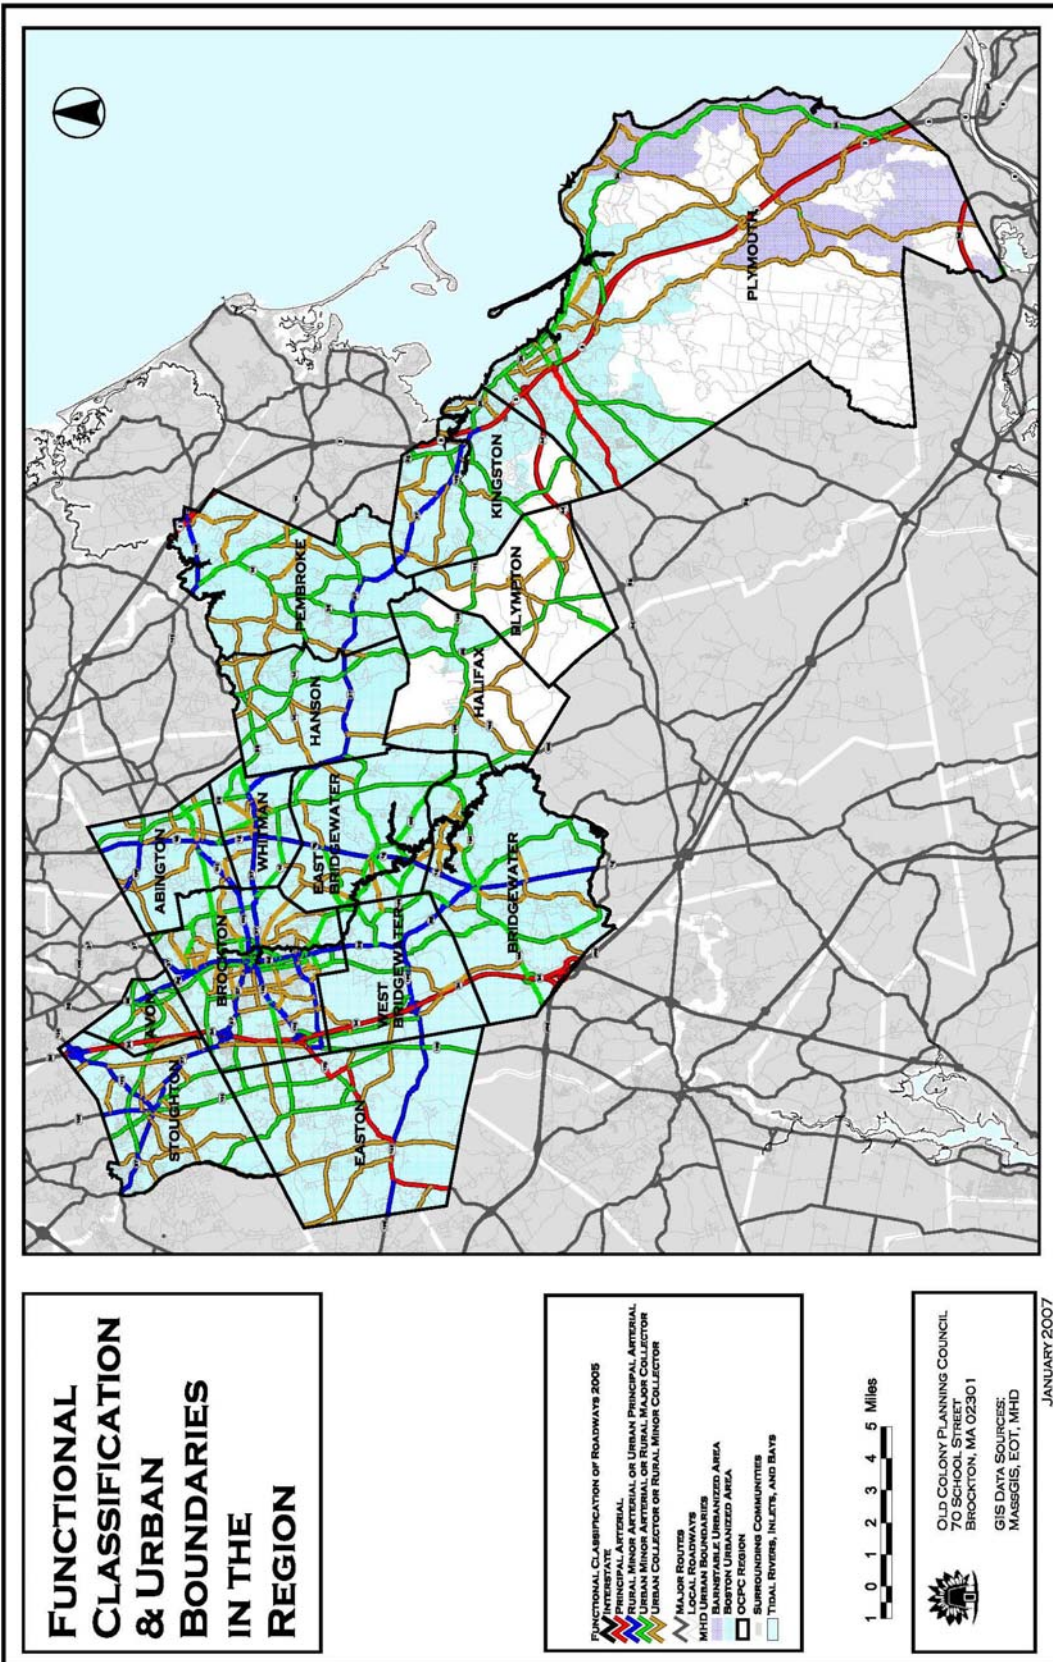 FUNCTIONAL
CLASSIFICATION
& URBAN
BOUNDARIES
IN THE
REGION
STOUGHTON
AVON
BROCKTON
ABINGTON
WHITMAN
EASTON
WEST
BRIDGEWATER
EAST
BRIDGEWATER
BRIDGEWATER
HANSON
PEMBROKE
HALIFAX
PLYMPTON
KINGSTON
PLYMOUTH
FUNCTIONAL CLASSIFICATION OF ROADWAYS 2005
INTERSTATE
PRINCIPAL ARTERIAL
RURAL MINOR ARTERIAL OR URBAN PRINCIPAL ARTERIAL
URBAN MINOR ARTERIAL OR RURAL MAJOR COLLECTOR
URBAN COLLECTOR OR RURAL MINOR COLLECTOR
MAJOR ROUTES
LOCAL ROADWAYS
MHD URBAN BOUNDARIES
BARNSTABLE URBANIZED AREA
BOSTON URBANIZED AREA
OCPC REGION
SURROUNDING COMMUNITIES
TIDAL RIVERS, INLETS, AND BAYS
1 0 1 2 3 4 5 Miles
OLD COLONY PLANNING COUNCIL
70 SCHOOL STREET
BROCKTON, MA 02301
GIS DATA SOURCES:
MASSGIS, EOT, MHD
JANUARY 2007